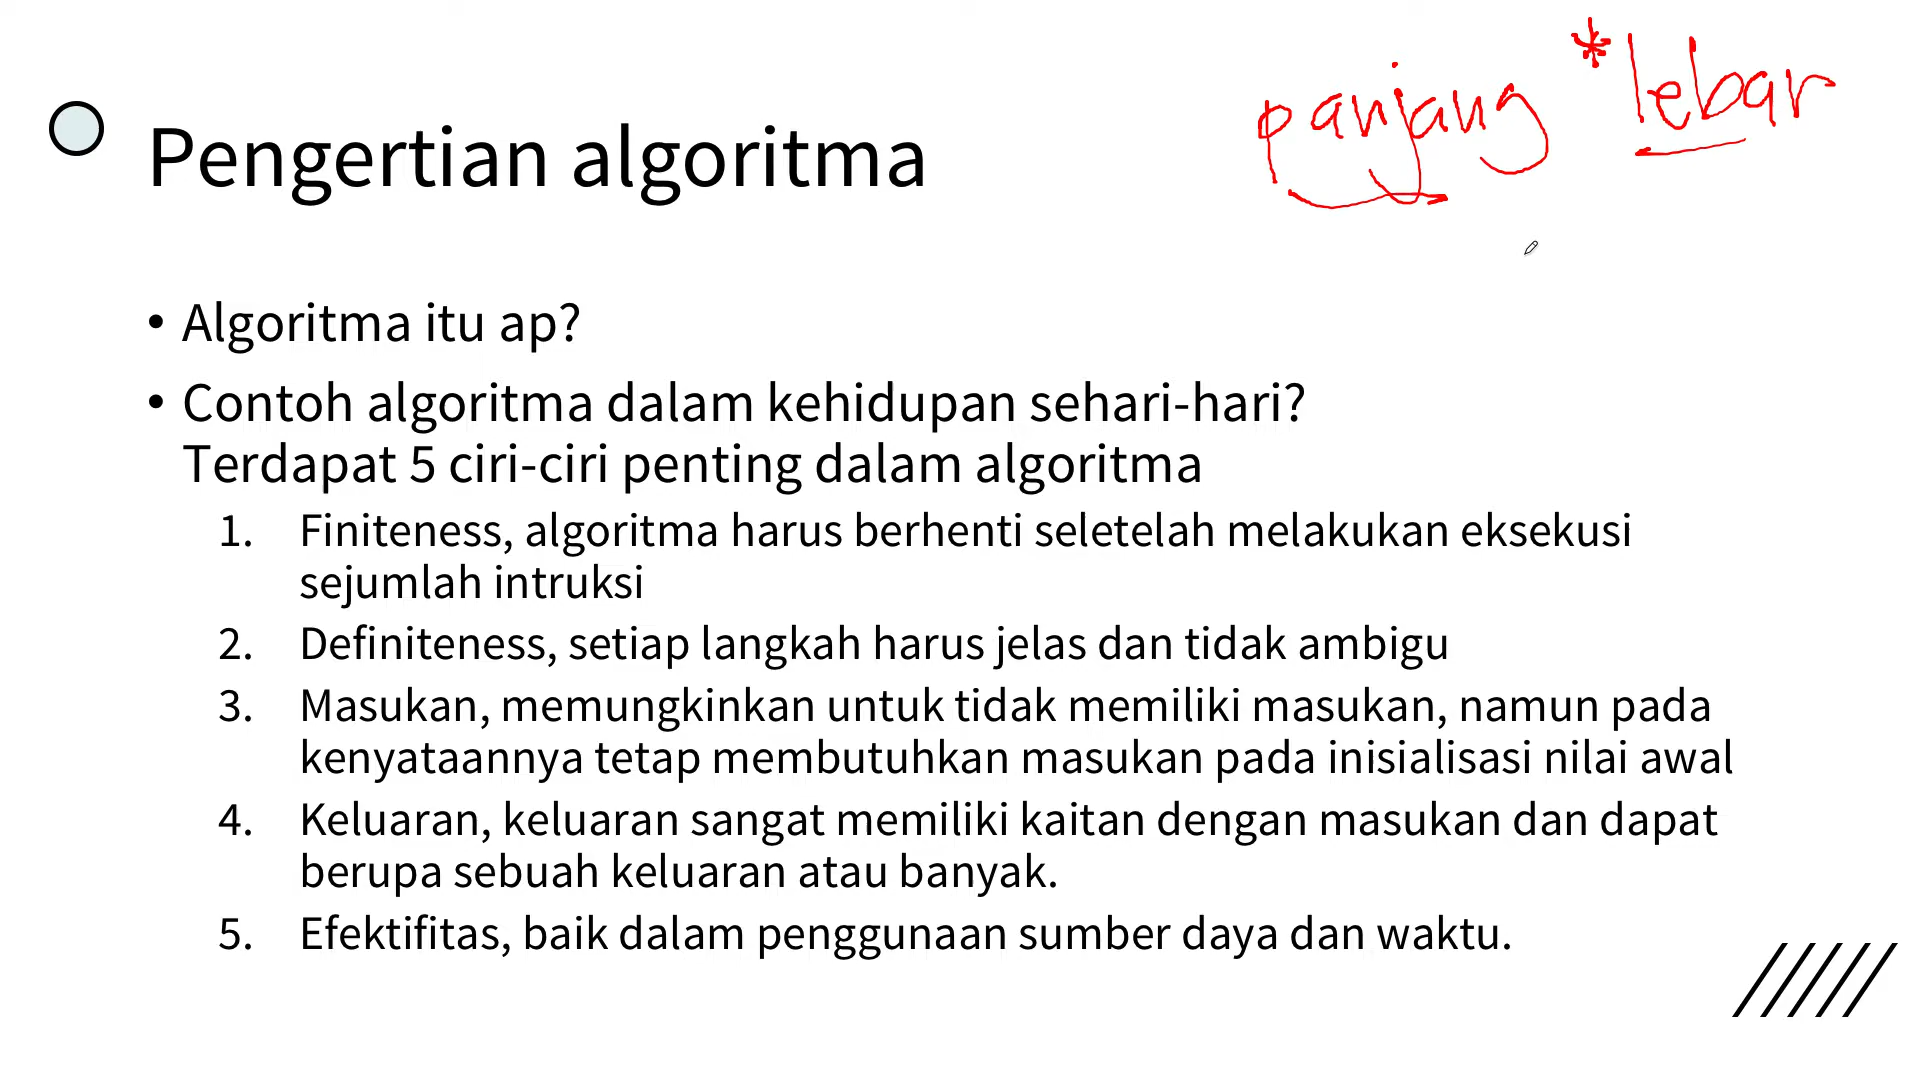 panjang * lebar
Pengertian algoritma
• Algoritma itu ap?
• Contoh algoritma dalam kehidupan sehari-hari?
Terdapat 5 ciri-ciri penting dalam algoritma
1. Finiteness, algoritma harus berhenti seletelah melakukan eksekusi
sejumlah intruksi
2. Definiteness, setiap langkah harus jelas dan tidak ambigu
3. Masukan, memungkinkan untuk tidak memiliki masukan, namun pada
kenyataannya tetap membutuhkan masukan pada inisialisasi nilai awal
4. Keluaran, keluaran sangat memiliki kaitan dengan masukan dan dapat
berupa sebuah keluaran atau banyak.
5. Efektifitas, baik dalam penggunaan sumber daya dan waktu.